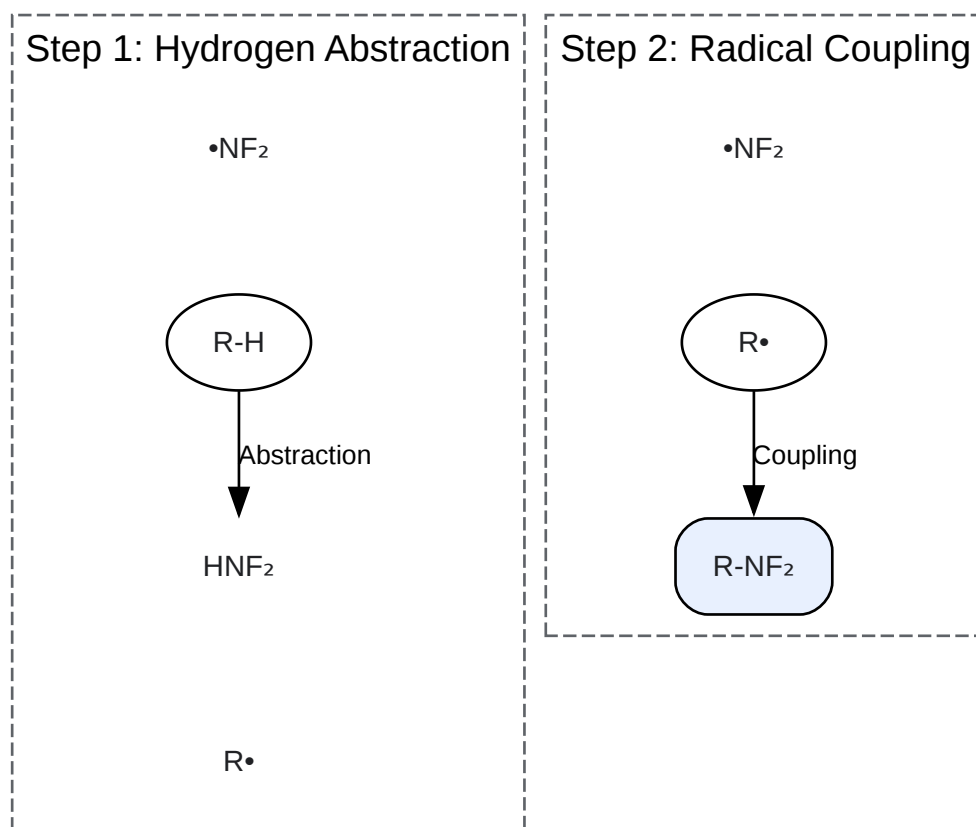 Step 1: Hydrogen Abstraction
•NF₂
R-H
Abstraction
HNF₂
R•
Step 2: Radical Coupling
•NF₂
R•
Coupling
R-NF₂